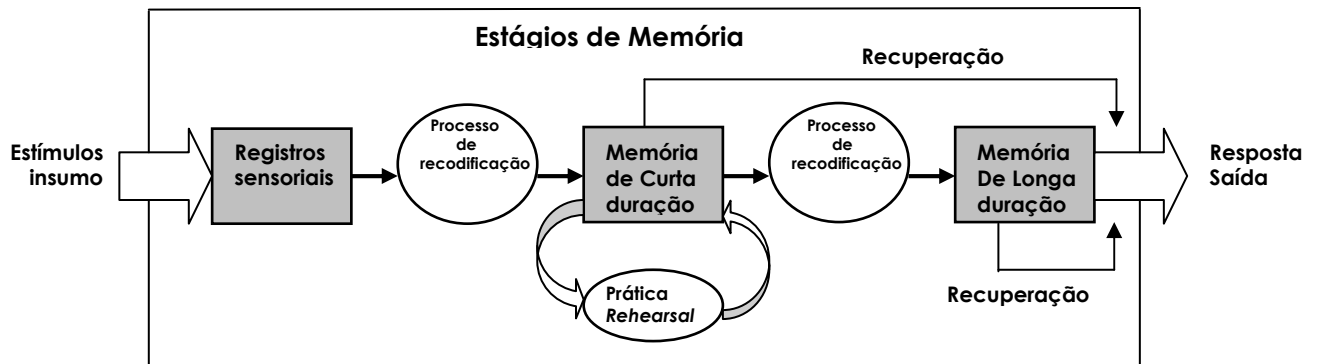 Estágios de Memória
Recuperação
Estímulos
insumo
Registros
sensoriais
Processo
de
recodificação
Memória
de Curta
duração
Processo
de
recodificação
Memória
De Longa
duração
Resposta
Saída
Prática
Rehearsal
Recuperação